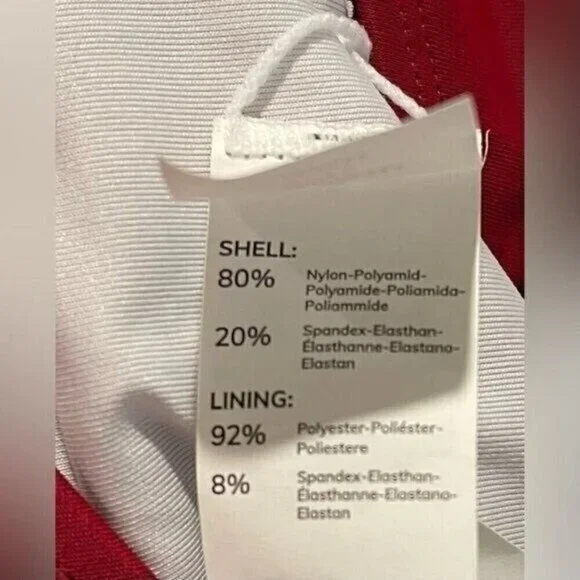 SHELL:
80% Nylon-Polyamid-
Polyamide-Poliamida-
Poliammide
20% Spandex-Elasthan-
Élasthanne-Elastano-
Elastan
LINING:
92% Polyester-Poliéster-
Poliestere
8% Spandex-Elasthan-
Élasthanne-Elastano-
Elastan